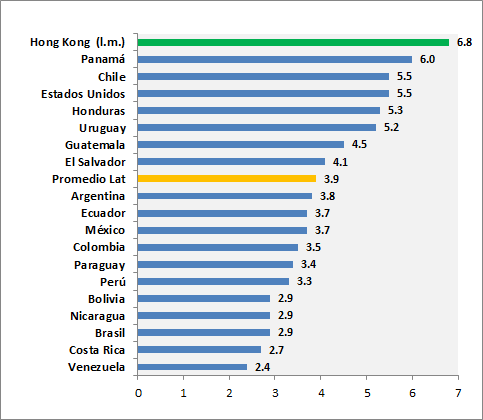 Hong Kong (l.m.) 6.8
Panamá 6.0
Chile 5.5
Estados Unidos 5.5
Honduras 5.3
Uruguay 5.2
Guatemala 4.5
El Salvador 4.1
Promedio Lat 3.9
Argentina 3.8
Ecuador 3.7
México 3.7
Colombia 3.5
Paraguay 3.4
Perú 3.3
Bolivia 2.9
Nicaragua 2.9
Brasil 2.9
Costa Rica 2.7
Venezuela 2.4
0 1 2 3 4 5 6 7